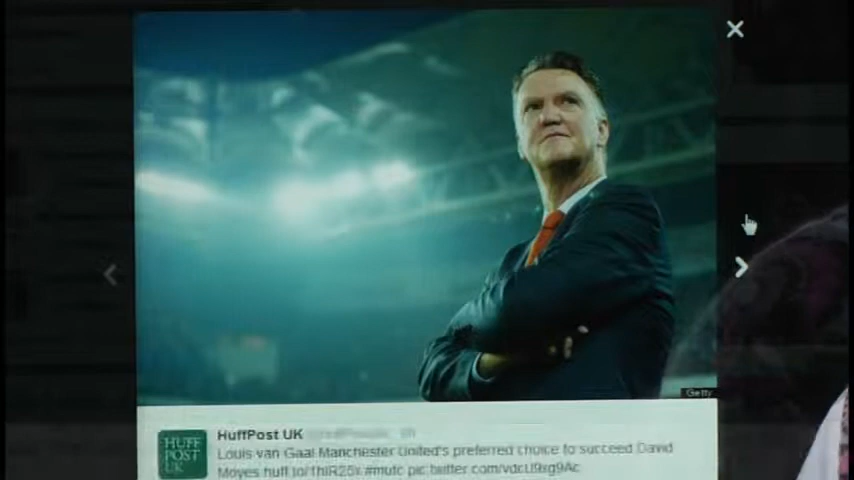 Getty
HUFF
POST
UK
HuffPost UK
Louis van Gaal Manchester United's preferred choice to succeed David
Moyes #mufc